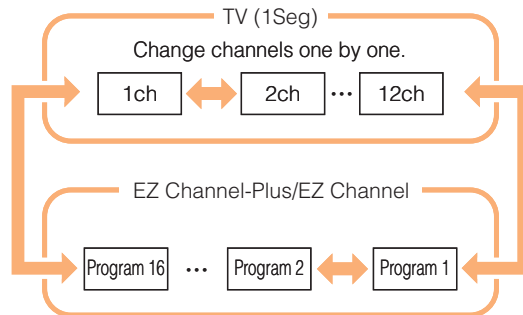 TV (1Seg)
Change channels one by one.
1ch 2ch ··· 12ch
EZ Channel-Plus/EZ Channel
Program 16 ··· Program 2 Program 1